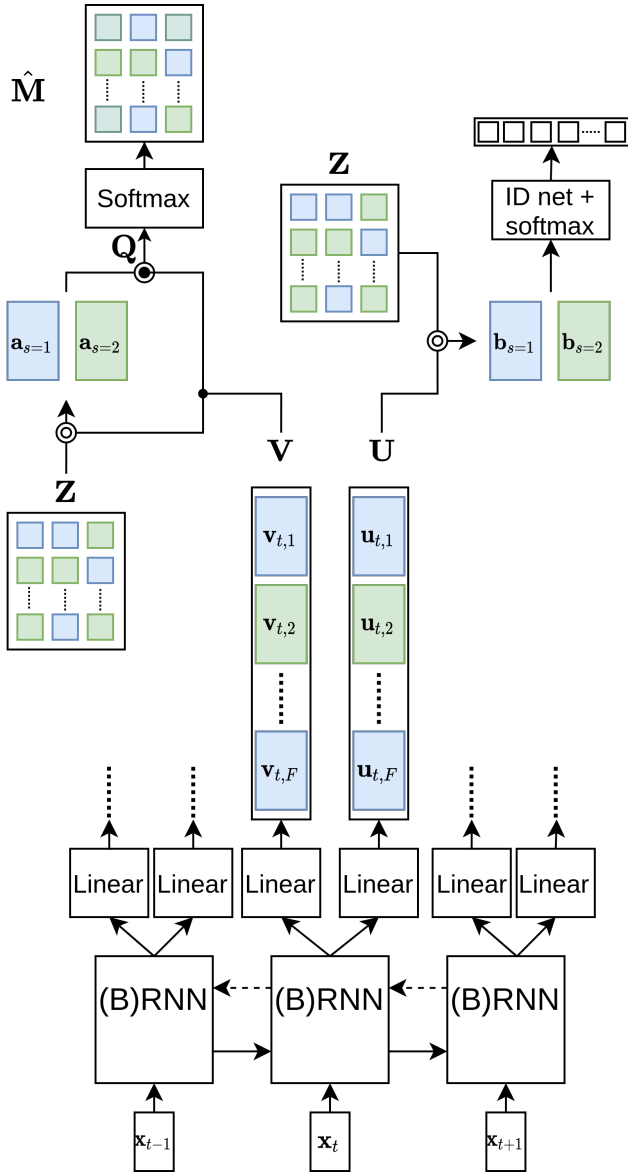 M̂
Softmax
Q
a_{s=1} a_{s=2}
Z
Z
ID net +
softmax
b_{s=1} b_{s=2}
V U
v_{t,1} u_{t,1}
v_{t,2} u_{t,2}
v_{t,F} u_{t,F}
Linear Linear Linear Linear Linear Linear
(B)RNN (B)RNN (B)RNN
x_{t−1} x_t x_{t+1}